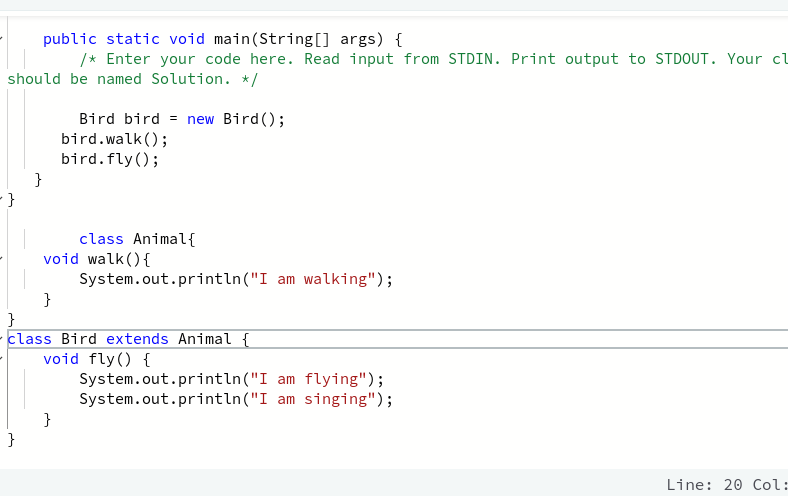 public static void main(String[] args) {
/* Enter your code here. Read input from STDIN. Print output to STDOUT. Your cl
should be named Solution. */
Bird bird = new Bird();
bird.walk();
bird.fly();
}
}
class Animal{
void walk(){
System.out.println("I am walking");
}
}
class Bird extends Animal {
void fly() {
System.out.println("I am flying");
System.out.println("I am singing");
}
}
Line: 20 Col: